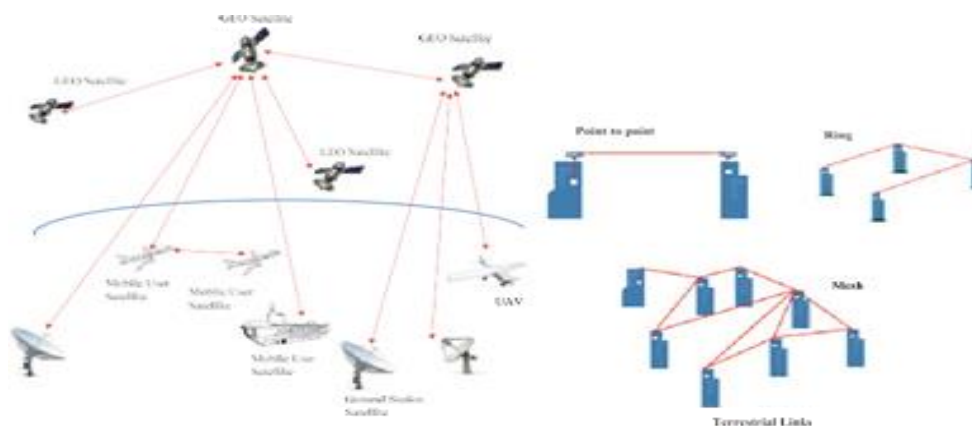 GEO Satellite
GEO Satellite
LEO Satellite
LEO Satellite
Point to point
Ring
Mobile User
Satellite
Mobile User
Satellite
UAV
Mesh
Mobile Use
Satellite
Ground Station
Satellite
Terrestrial Links